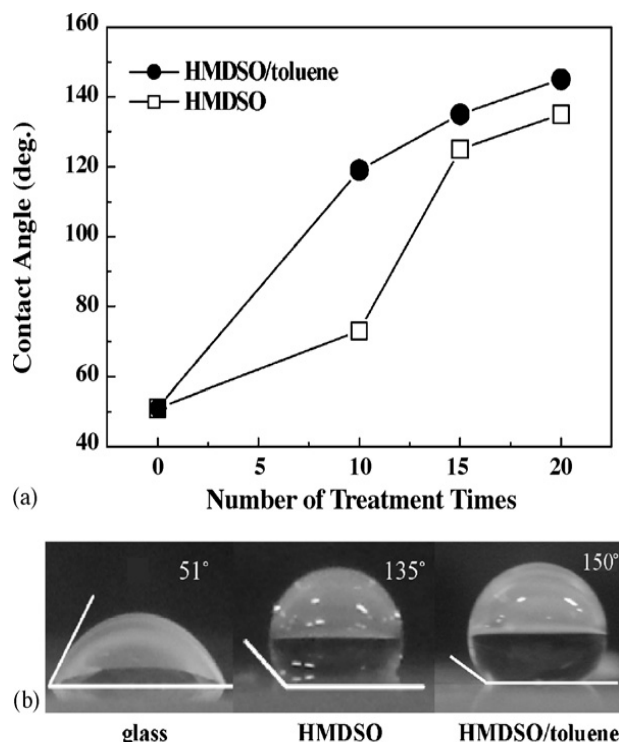 160
140
120
100
80
60
40
Contact Angle (deg.)
HMDSO/toluene
HMDSO
0 5 10 15 20
(a) Number of Treatment Times
51° 135° 150°
(b)
glass HMDSO HMDSO/toluene